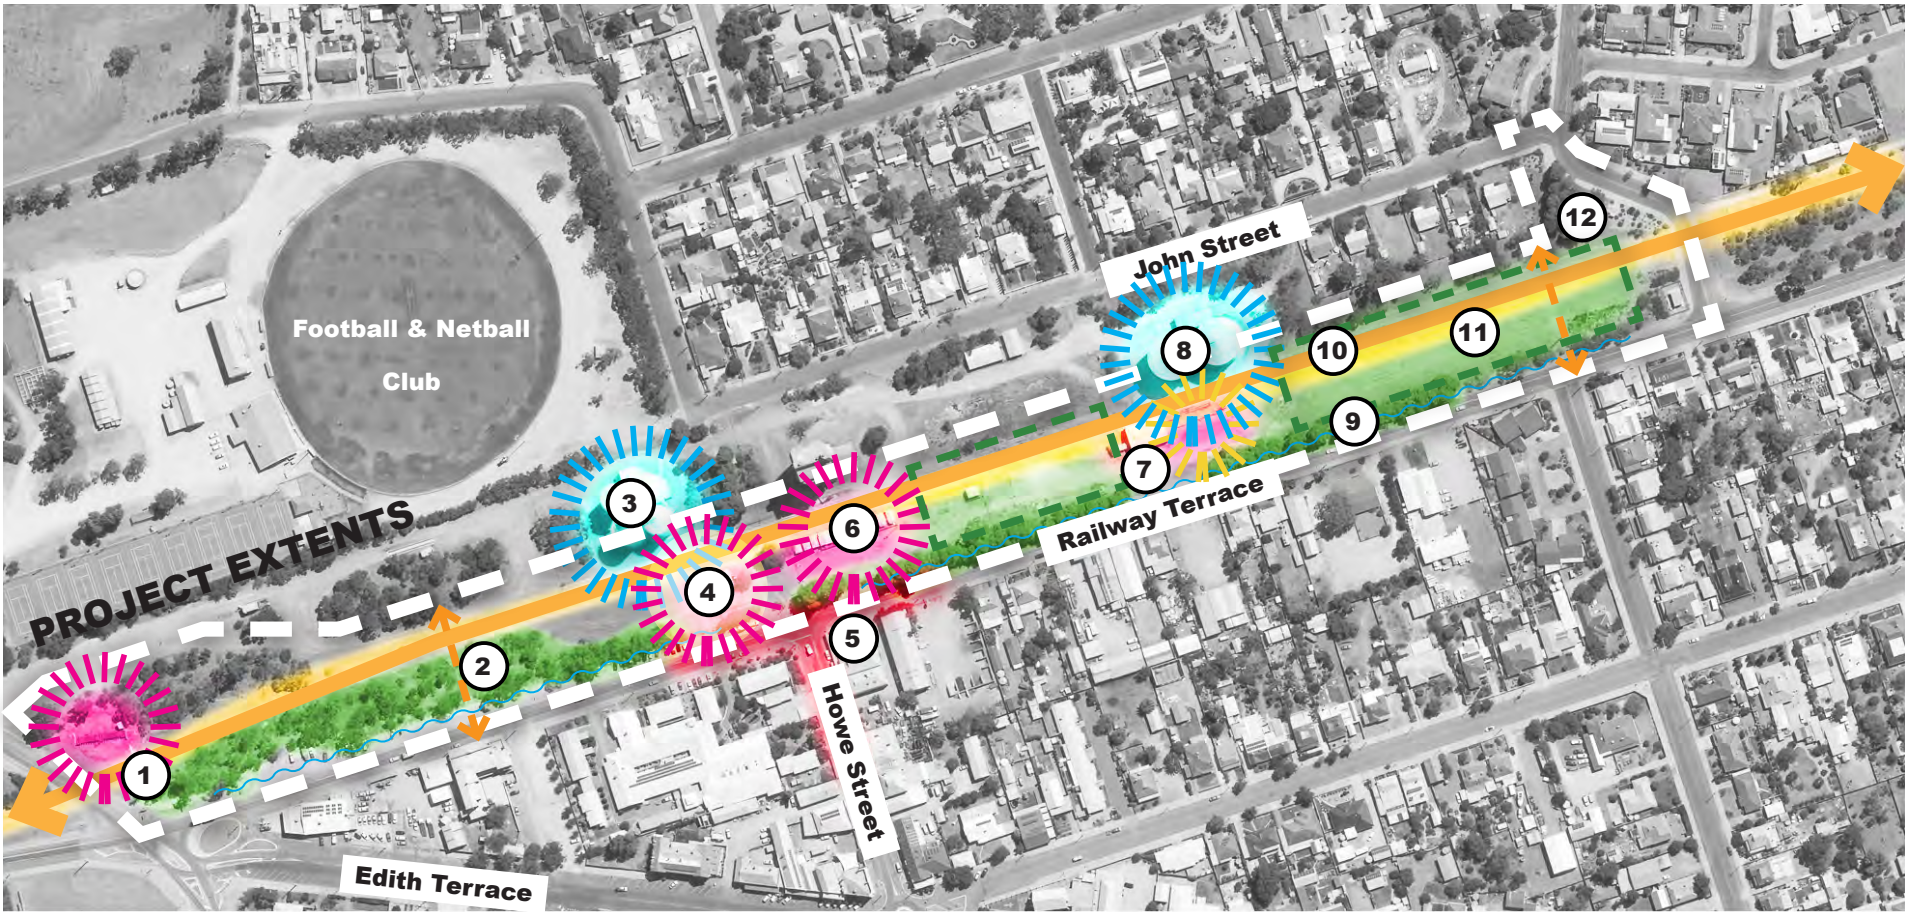 12
John Street
Football & Netball
Club
8
10
11
9
7
Railway Terrace
3
6
PROJECT EXTENTS
4
5
2
Howe Street
1
Edith Terrace